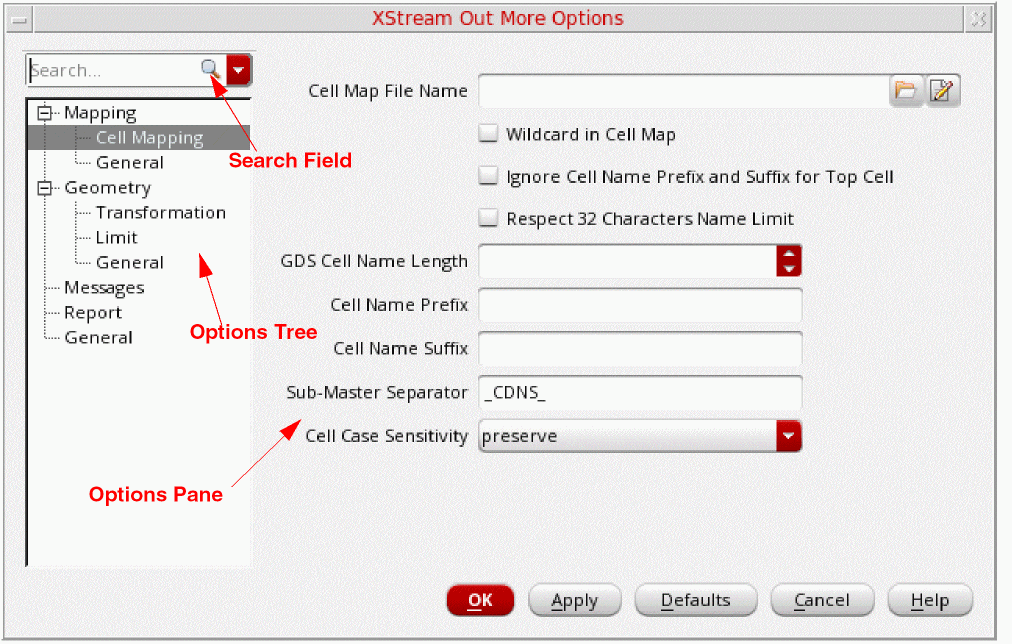 XStream Out More Options
Search...
Mapping
Cell Mapping
General
Geometry
Transformation
Limit
General
Messages
Report
General
Search Field
Options Tree
Options Pane
Cell Map File Name
Wildcard in Cell Map
Ignore Cell Name Prefix and Suffix for Top Cell
Respect 32 Characters Name Limit
GDS Cell Name Length
Cell Name Prefix
Cell Name Suffix
Sub-Master Separator _CDNS_
Cell Case Sensitivity preserve
OK Apply Defaults Cancel Help